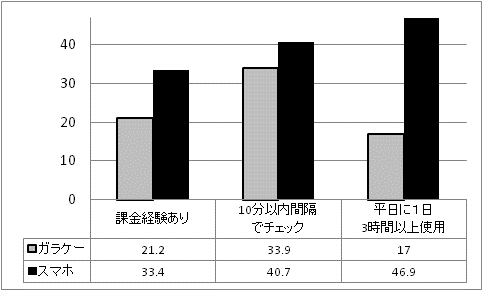 40
30
20
10
0
課金経験あり
10分以内間隔
でチェック
平日に1日
3時間以上使用
ガラケー 21.2 33.9 17
スマホ 33.4 40.7 46.9